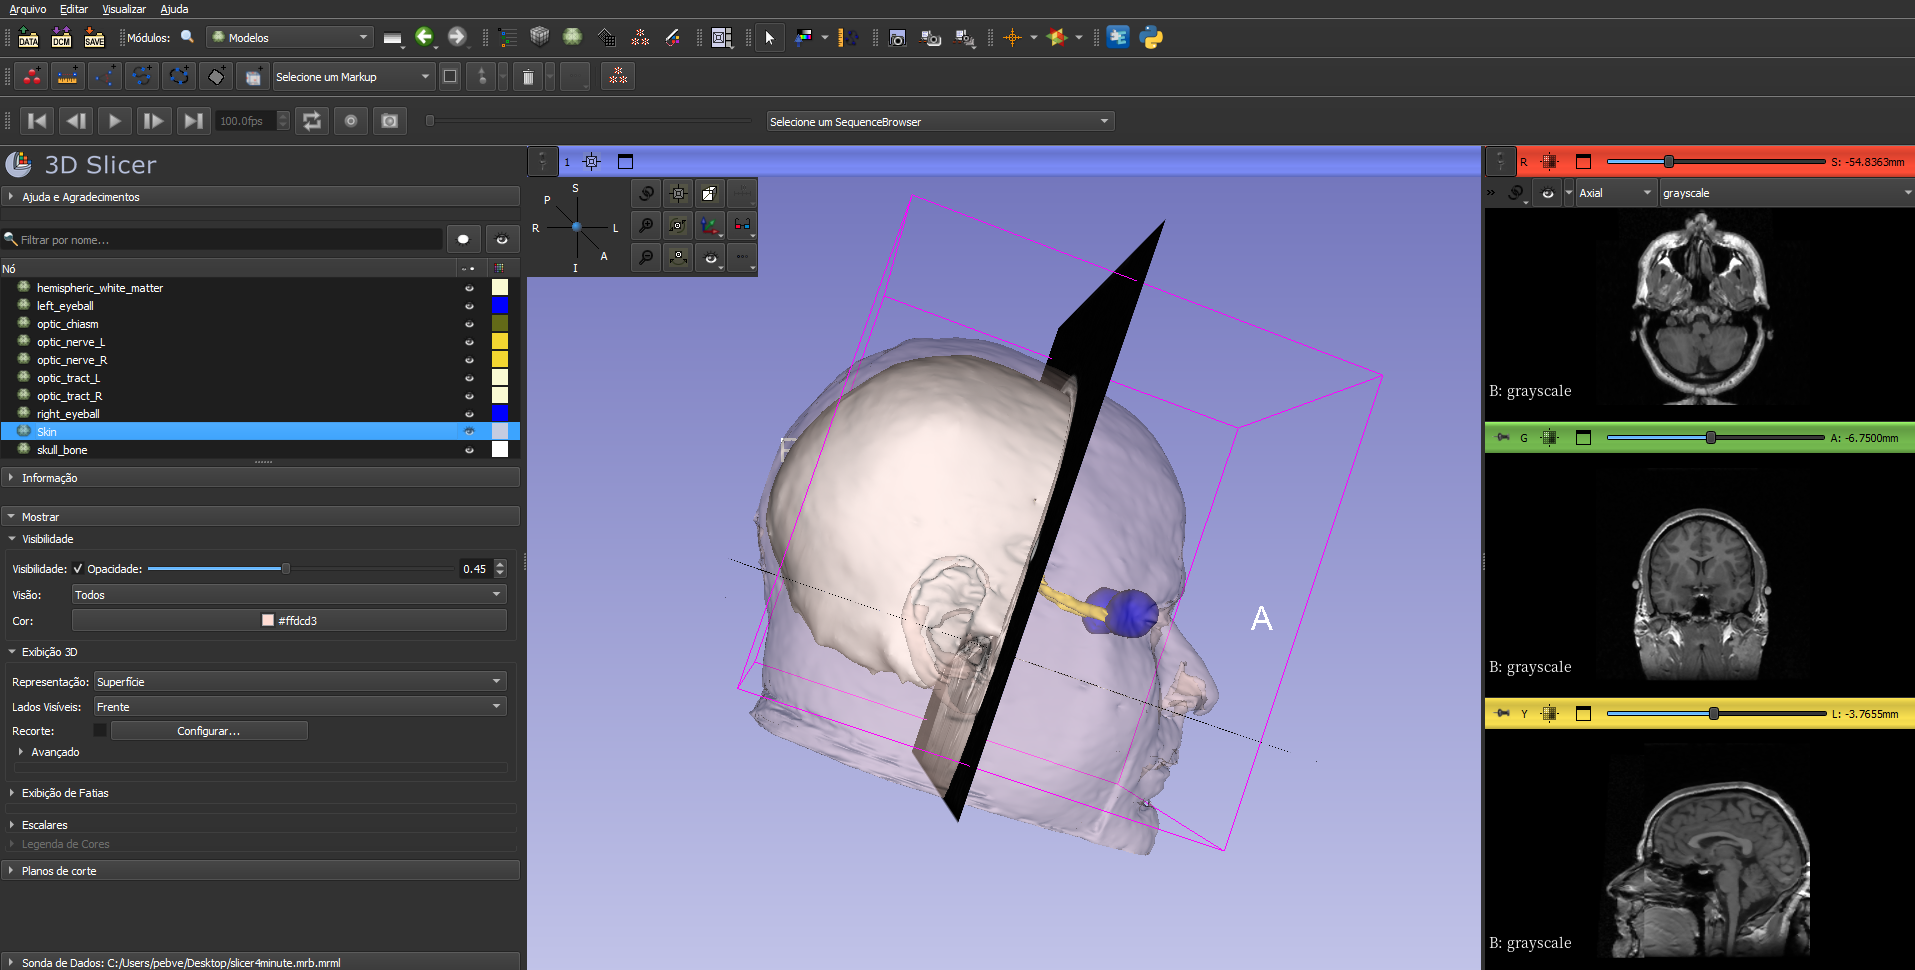 Arquivo Editar Visualizar Ajuda
DATA DCM SAVE Módulos: Modelos
Selecione um Markup
100.0fps Selecione um SequenceBrowser
3D Slicer
Ajuda e Agradecimentos
Filtrar por nome...
Nó
hemispheric_white_matter
left_eyeball
optic_chiasm
optic_nerve_L
optic_nerve_R
optic_tract_L
optic_tract_R
right_eyeball
Skin
skull_bone
Informação
Mostrar
Visibilidade
Visibilidade: Opacidade: 0.45
Visão: Todos
Cor: #ffdcd3
Exibição 3D
Representação: Superfície
Lados Visíveis: Frente
Recorte: Configurar...
Avançado
Exibição de Fatias
Escalares
Legenda de Cores
Planos de corte
Sonda de Dados: C:/Users/pebve/Desktop/slicer4minute.mrb.mrml
1
S
P
R L
A
I
A
R S: -54.8363mm
Axial grayscale
B: grayscale
G A: -6.7500mm
B: grayscale
Y L: -3.7655mm
B: grayscale